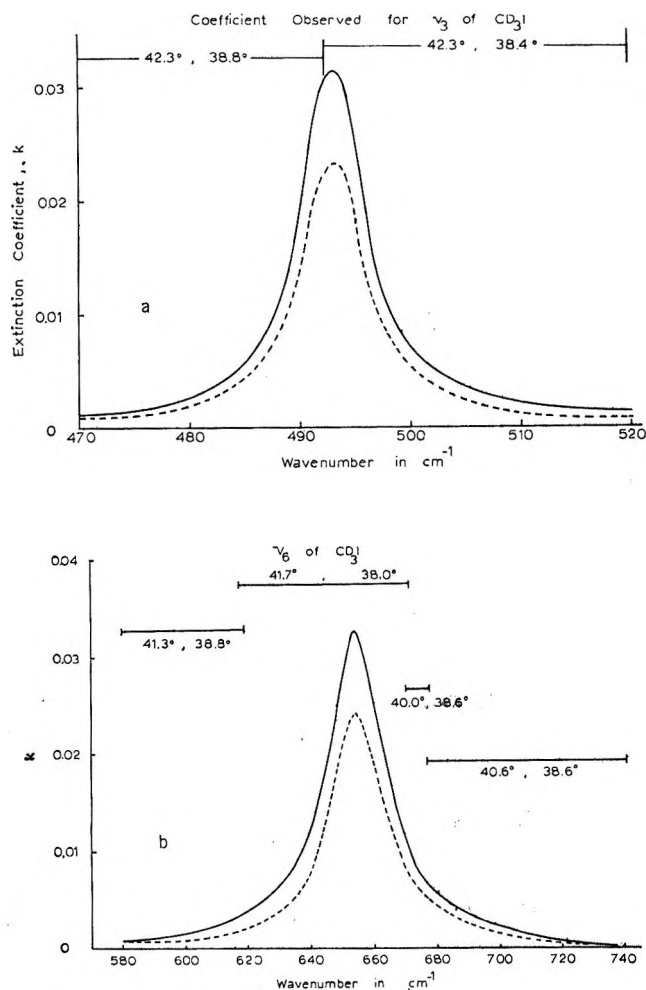 Coefficient Observed for ν₃ of CD₃I
42.3° , 38.8°
42.3° , 38.4°
0.03
0.02
0.01
0
Extinction Coefficient, k
a
470 480 490 500 510 520
Wavenumber in cm⁻¹
ν₆ of CD₃I
0.04
41.7° , 38.0°
41.3° , 38.8°
0.03
40.0°, 38.6°
0.02
40.6° , 38.6°
k
0.01
b
0
580 600 620 640 660 680 700 720 740
Wavenumber in cm⁻¹